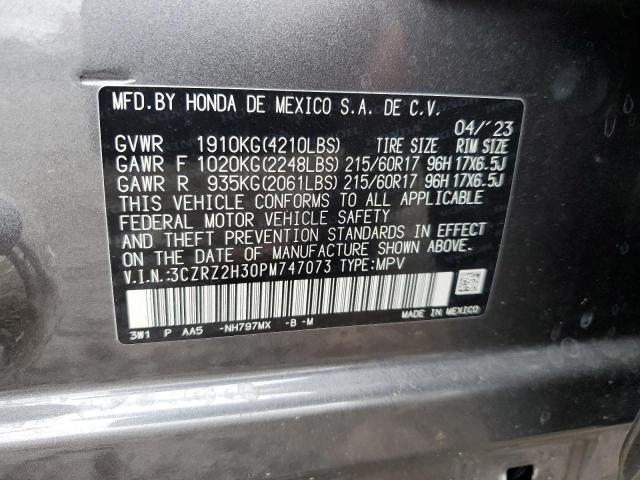 MFD.BY HONDA DE MEXICO S.A. DE C.V.
04/'23
GVWR 1910KG(4210LBS) TIRE SIZE RIM SIZE
GAWR F 1020KG(2248LBS) 215/60R17 96H 17X6.5J
GAWR R 935KG(2061LBS) 215/60R17 96H 17X6.5J
THIS VEHICLE CONFORMS TO ALL APPLICABLE
FEDERAL MOTOR VEHICLE SAFETY
AND THEFT PREVENTION STANDARDS IN EFFECT
ON THE DATE OF MANUFACTURE SHOWN ABOVE.
V.I.N.:3CZRZ2H30PM747073 TYPE:MPV
3W1 P AA5 -NH797MX -B -M
MADE IN MEXICO